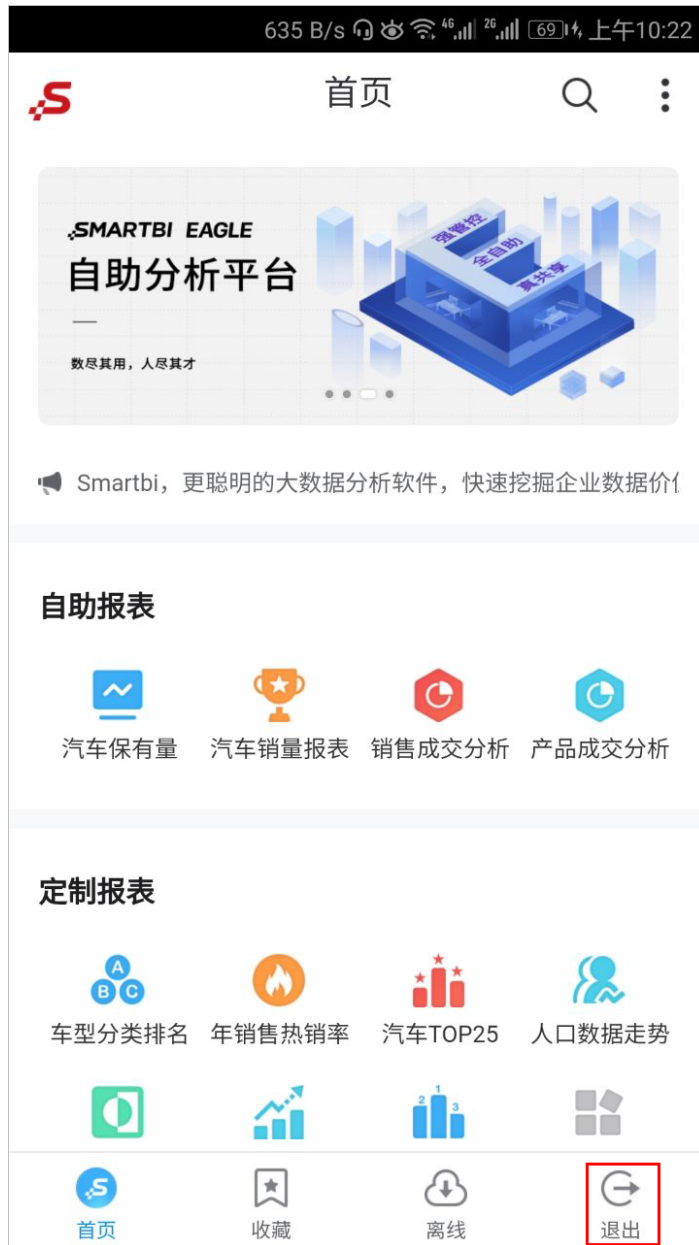 635 B/s 4G 2G 69 上午10:22
首页
SMARTBI EAGLE
自助分析平台
数尽其用，人尽其才
强管控
全自助
真共享
Smartbi，更聪明的大数据分析软件，快速挖掘企业数据价
自助报表
汽车保有量 汽车销量报表 销售成交分析 产品成交分析
定制报表
A
B C
车型分类排名 年销售热销率 汽车TOP25 人口数据走势
2 1 3
首页 收藏 离线 退出